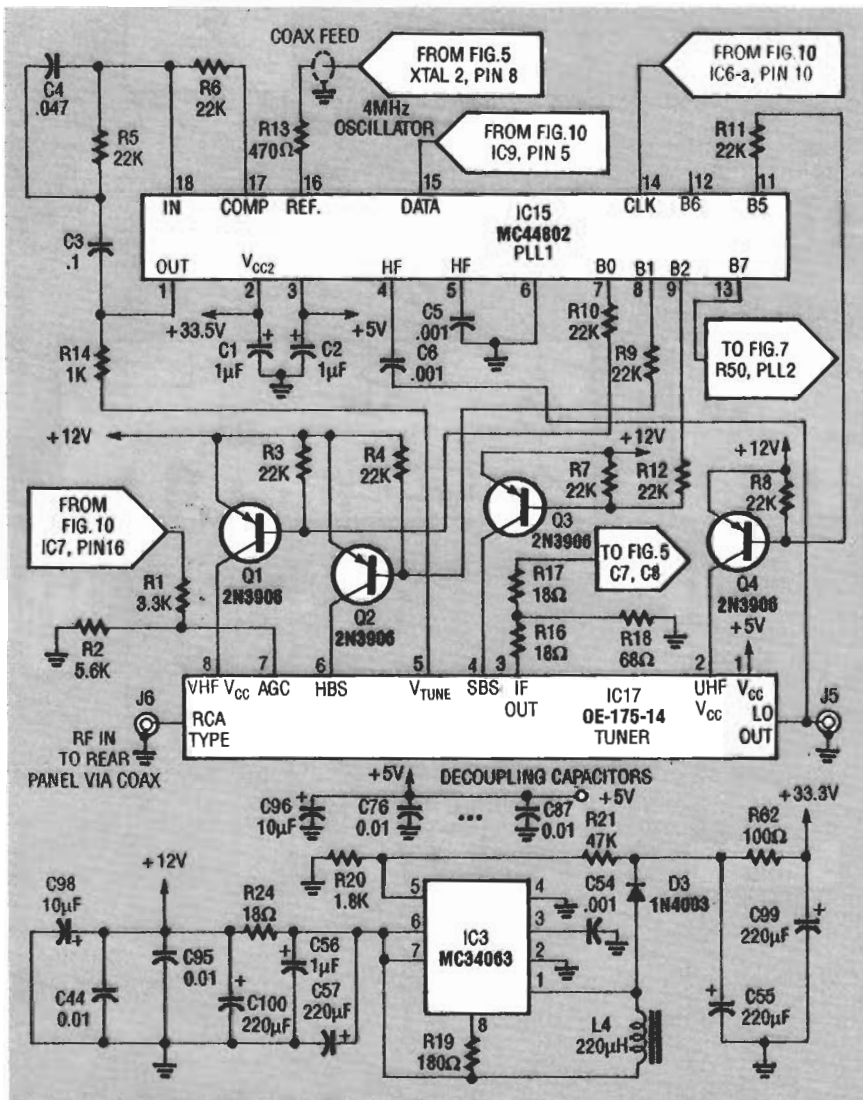 COAX FEED
FROM FIG.5
XTAL 2, PIN 8
FROM FIG.10
IC6-a, PIN 10
C4
.047
R6
22K
R5
22K
R13
470Ω
4MHz
OSCILLATOR
FROM FIG.10
IC9, PIN 5
R11
22K
18
17
16
15
14
12
11
IN
COMP
REF.
DATA
CLK
B6
B5
IC15
MC44802
PLL1
C3
.1
OUT
VCC2
HF
HF
B0
B1
B2
B7
1
2
3
4
5
6
7
8
9
13
+33.5V
+5V
C5
.001
R10
22K
R14
1K
C1
1µF
C2
1µF
C6
.001
R9
22K
TO FIG.7
R50, PLL2
+12V
R3
22K
R4
22K
+12V
R7
22K
R12
22K
+12V
R8
22K
FROM
FIG.10
IC7, PIN16
Q1
2N3906
Q3
2N3906
TO FIG.5
C7, C8
R1
3.3K
Q2
2N3906
R17
18Ω
Q4
2N3906
R2
5.6K
R16
18Ω
R18
68Ω
+5V
8
7
6
5
4
3
2
1
J6
VHF VCC
AGC
HBS
VTUNE
SBS
IF
OUT
UHF
VCC
VCC
J5
RCA
TYPE
IC17
OE-175-14
TUNER
LO
OUT
RF IN
TO REAR
PANEL VIA COAX
+5V
DECOUPLING CAPACITORS
C96
10µF
C76
0.01
...
C87
0.01
+5V
+33.3V
R21
47K
R62
100Ω
+12V
R20
1.8K
C54
.001
D3
1N4003
C98
10µF
R24
18Ω
5
6
7
4
3
2
1
8
IC3
MC34063
C99
220µF
C95
0.01
C56
1µF
C44
0.01
C100
220µF
C57
220µF
R19
180Ω
L4
220µH
C55
220µF